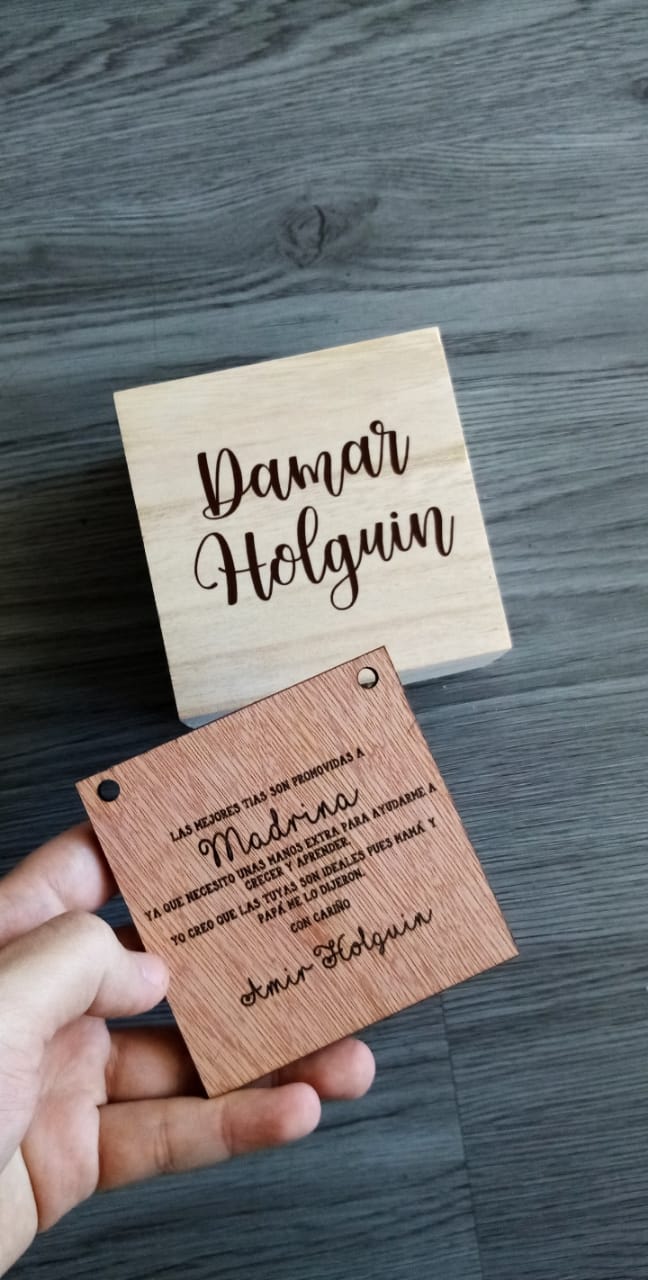 Damar
Holguin
LAS MEJORES TIAS SON PROMOVIDAS A
Madrina
YA QUE NECESITO UNAS MANOS EXTRA PARA AYUDARME A
CRECER Y APRENDER.
YO CREO QUE LAS TUYAS SON IDEALES PUES MAMÁ Y
PAPÁ ME LO DIJERON.
CON CARIÑO
Amir Holguin